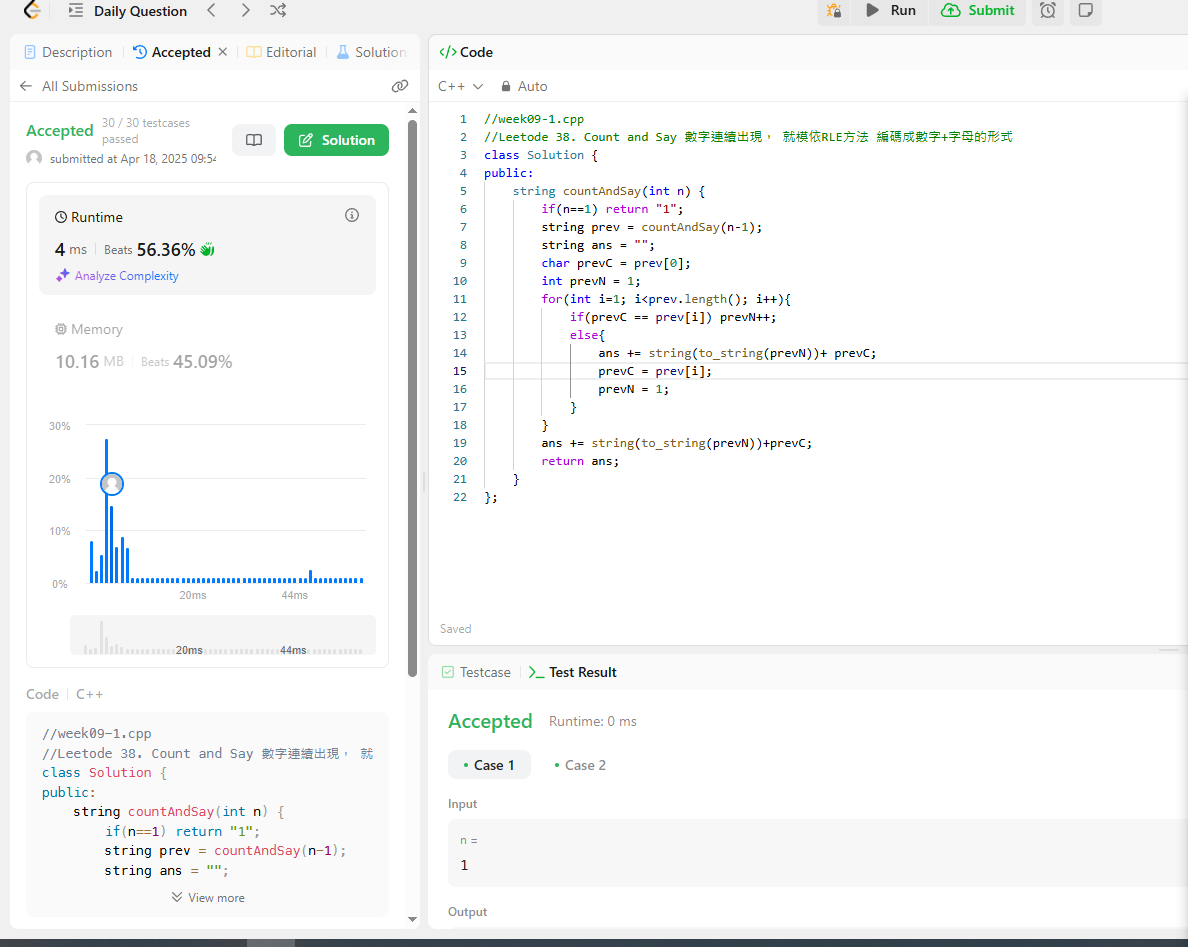 Daily Question
Run
Submit
Description
Accepted
Editorial
Solution
All Submissions
Accepted
30 / 30 testcases
passed
submitted at Apr 18, 2025 09:54
Solution
Runtime
4 ms
Beats 56.36%
Analyze Complexity
Memory
10.16 MB
Beats 45.09%
30%
20%
10%
0%
20ms
44ms
20ms
44ms
Code
C++
//week09-1.cpp
//Leetode 38. Count and Say 數字連續出現， 就
class Solution {
public:
    string countAndSay(int n) {
        if(n==1) return "1";
        string prev = countAndSay(n-1);
        string ans = "";
View more
</> Code
C++
Auto
1 //week09-1.cpp
2 //Leetode 38. Count and Say 數字連續出現， 就模依RLE方法 編碼成數字+字母的形式
3 class Solution {
4 public:
5     string countAndSay(int n) {
6         if(n==1) return "1";
7         string prev = countAndSay(n-1);
8         string ans = "";
9         char prevC = prev[0];
10         int prevN = 1;
11         for(int i=1; i<prev.length(); i++){
12             if(prevC == prev[i]) prevN++;
13             else{
14                 ans += string(to_string(prevN))+ prevC;
15                 prevC = prev[i];
16                 prevN = 1;
17             }
18         }
19         ans += string(to_string(prevN))+prevC;
20         return ans;
21     }
22 };
Saved
Testcase
Test Result
Accepted
Runtime: 0 ms
Case 1
Case 2
Input
n =
1
Output